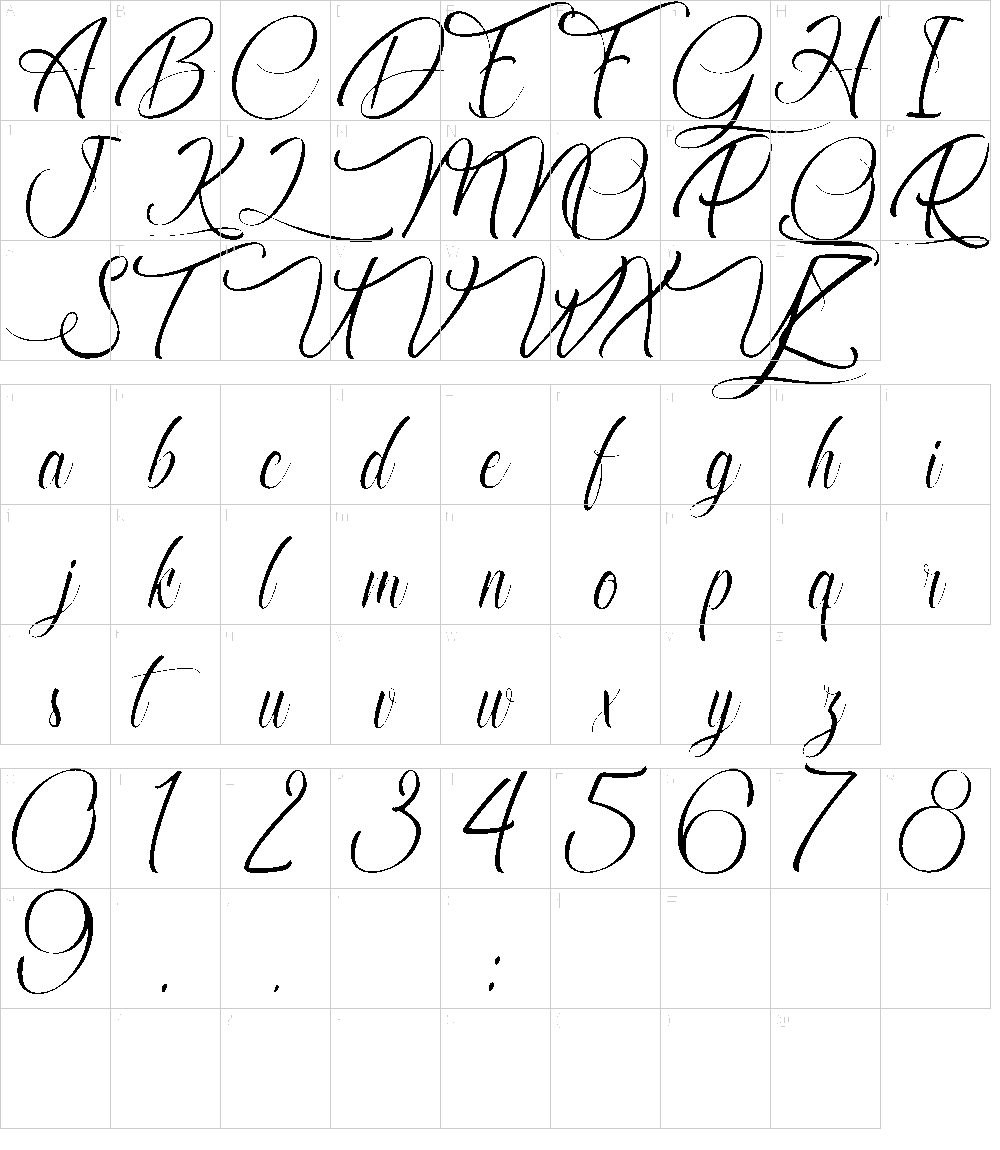 A B C D E F G H I
J K L M N O P Q R
S T U V W X Y Z
a b c d e f g h i
j k l m n o p q r
s t u v w x y z
0 1 2 3 4 5 6 7 8
9 . , :